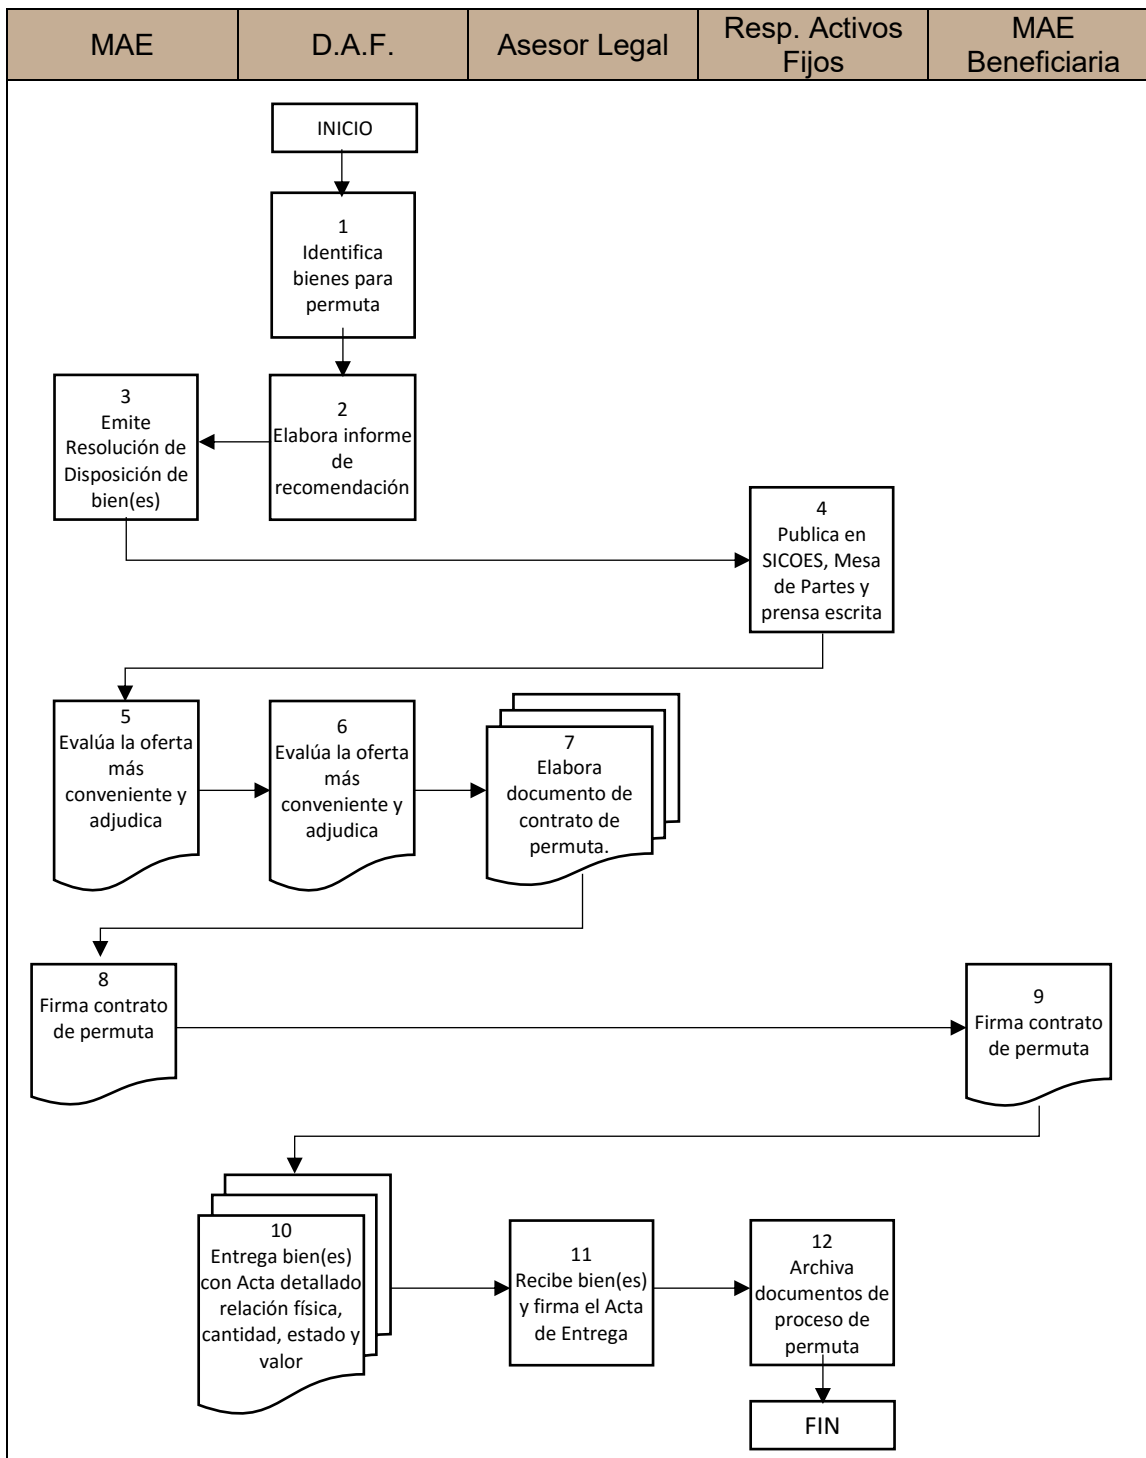 MAE
D.A.F.
Asesor Legal
Resp. Activos
Fijos
MAE
Beneficiaria
INICIO
1
Identifica
bienes para
permuta
2
Elabora informe
de
recomendación
3
Emite
Resolución de
Disposición de
bien(es)
4
Publica en
SICOES, Mesa
de Partes y
prensa escrita
5
Evalúa la oferta
más
conveniente y
adjudica
6
Evalúa la oferta
más
conveniente y
adjudica
7
Elabora
documento de
contrato de
permuta.
8
Firma contrato
de permuta
9
Firma contrato
de permuta
10
Entrega bien(es)
con Acta detallado
relación física,
cantidad, estado y
valor
11
Recibe bien(es)
y firma el Acta
de Entrega
12
Archiva
documentos de
proceso de
permuta
FIN